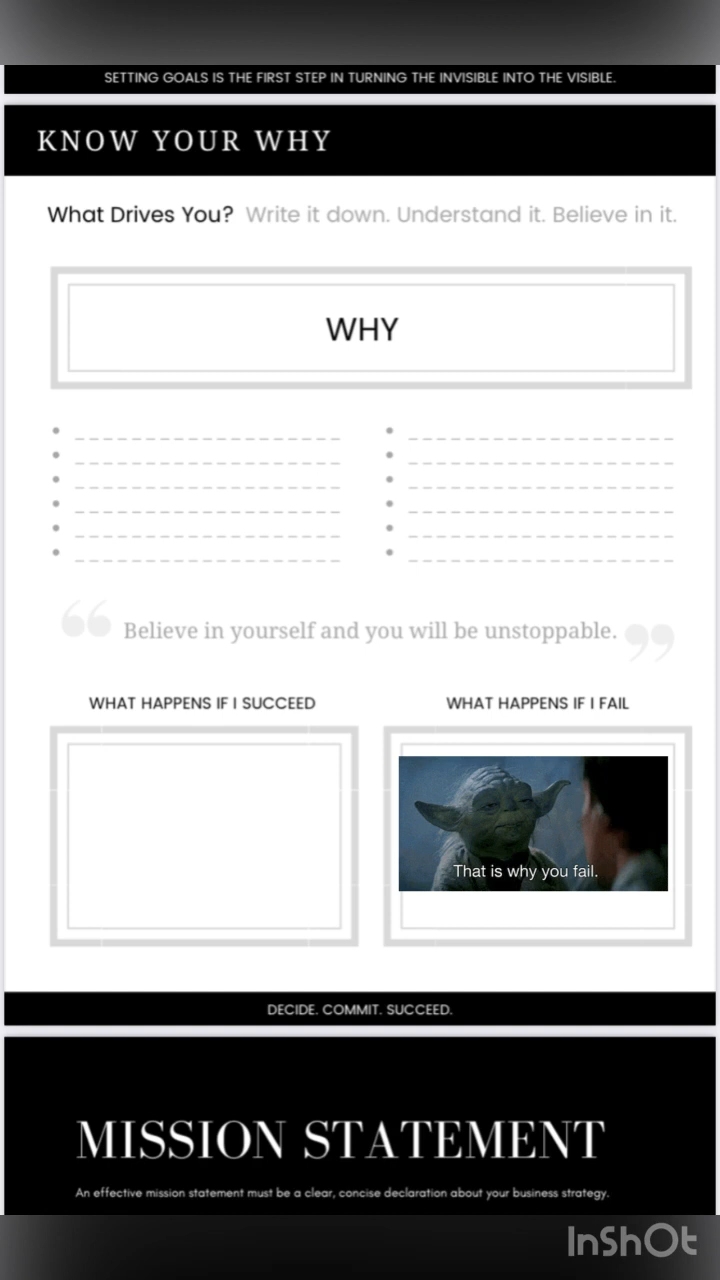 SETTING GOALS IS THE FIRST STEP IN TURNING THE INVISIBLE INTO THE VISIBLE.
KNOW YOUR WHY
What Drives You? Write it down. Understand it. Believe in it.
WHY
“Believe in yourself and you will be unstoppable.”
WHAT HAPPENS IF I SUCCEED
WHAT HAPPENS IF I FAIL
That is why you fail.
DECIDE. COMMIT. SUCCEED.
MISSION STATEMENT
An effective mission statement must be a clear, concise declaration about your business strategy.
InShOt